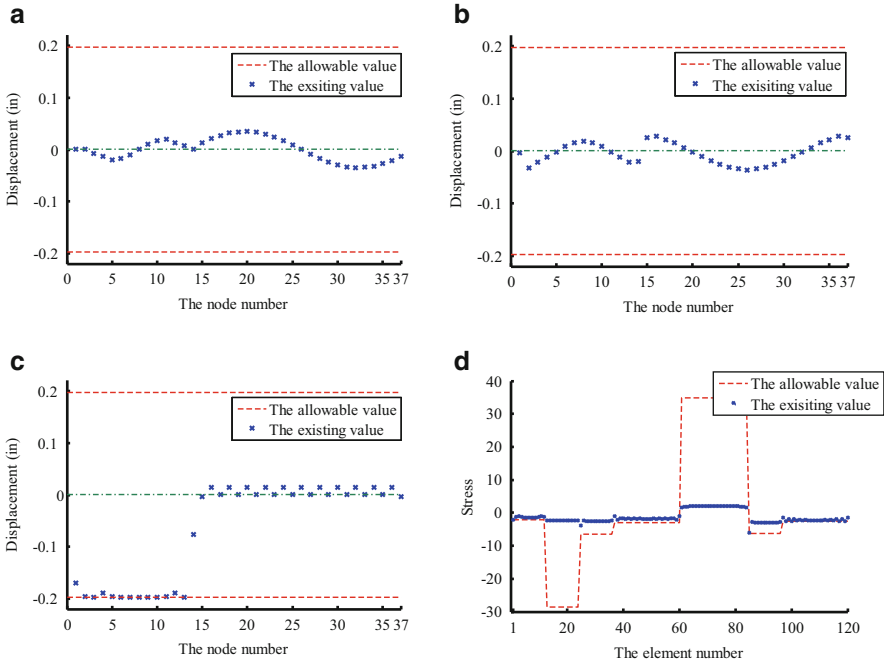 a
0.2
0.1
0
-0.1
-0.2
Displacement (in)
The allowable value
The exsiting value
0 5 10 15 20 25 30 35 37
The node number
b
0.2
0.1
0
-0.1
-0.2
Displacement (in)
The allowable value
The exisiting value
0 5 10 15 20 25 30 35 37
The node number
c
0.2
0.1
0
-0.1
-0.2
Displacement (in)
The allowable value
The existing value
0 5 10 15 20 25 30 35 37
The node number
d
40
30
20
10
0
-10
-20
-30
Stress
The allowable value
The exisiting value
1 20 40 60 80 100 120
The element number